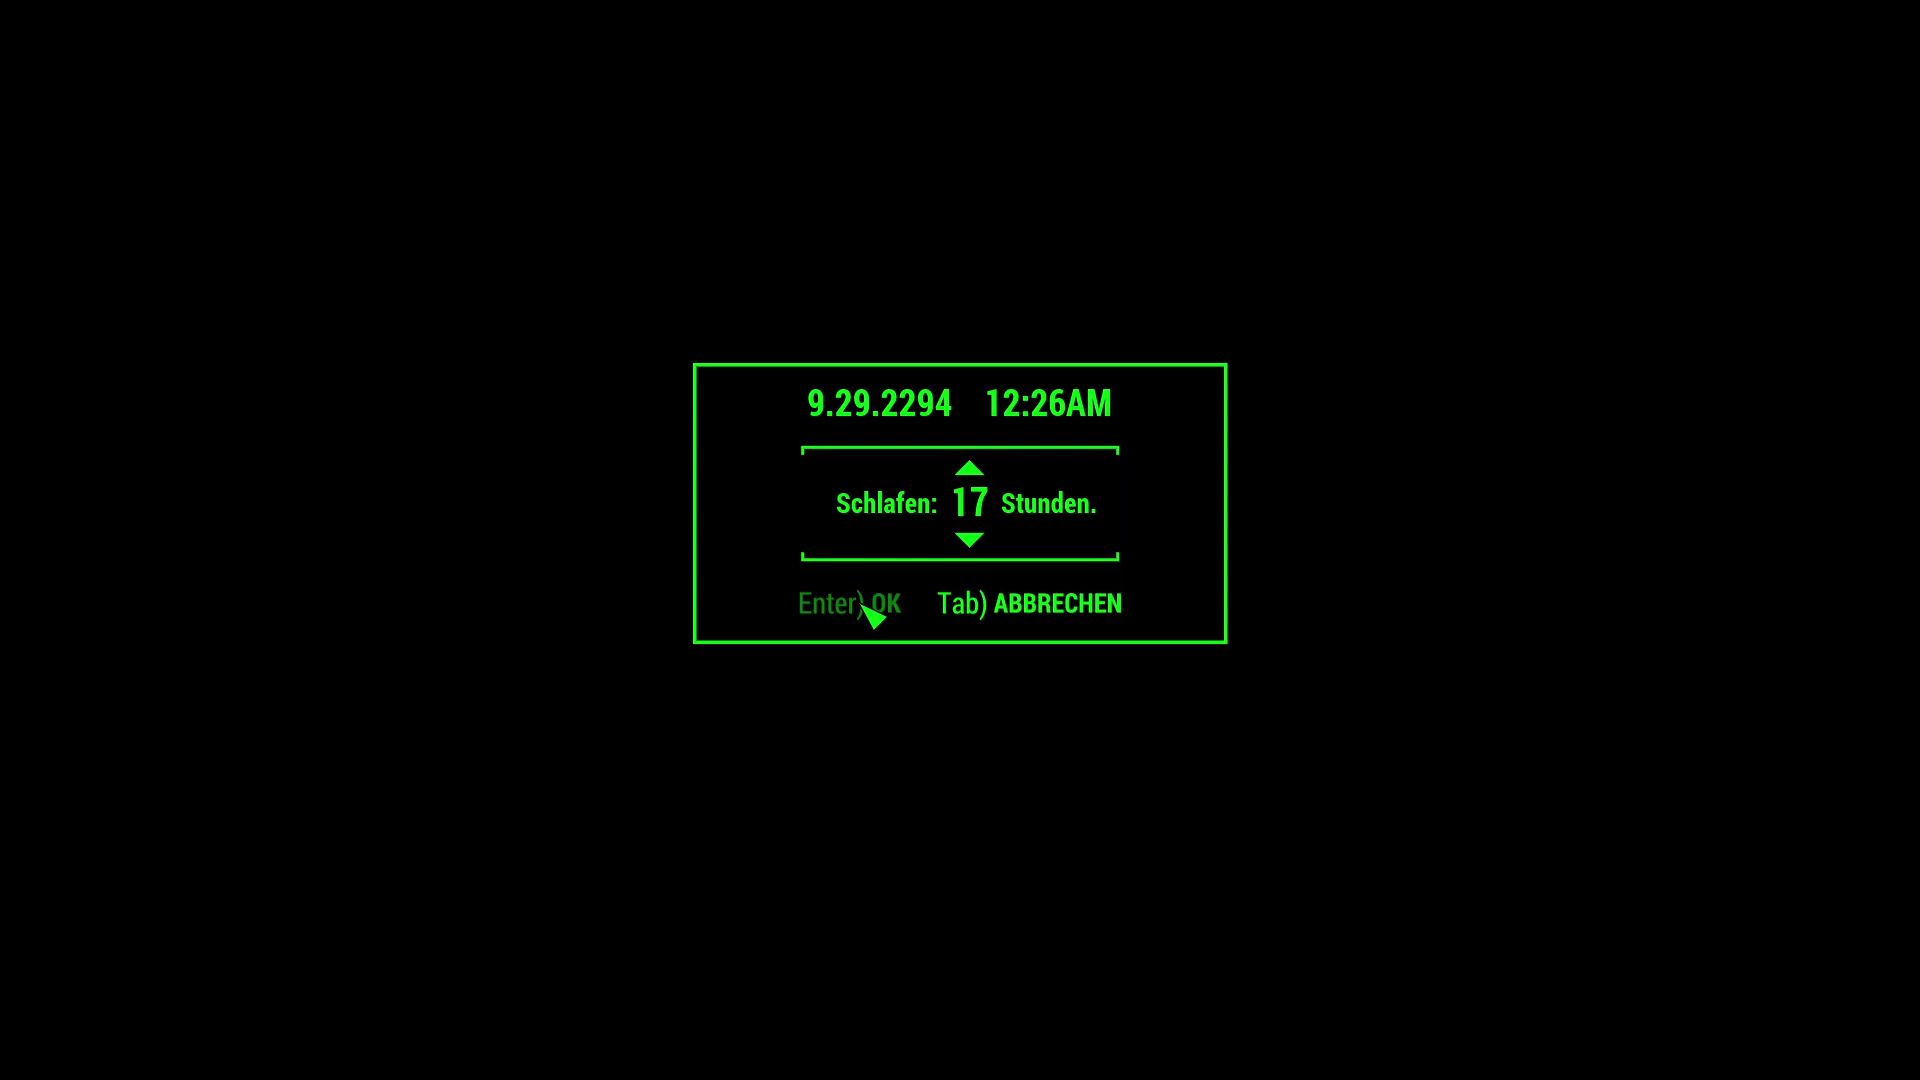 9.29.2294 12:26AM
Schlafen: 17 Stunden.
Enter) OK Tab) ABBRECHEN